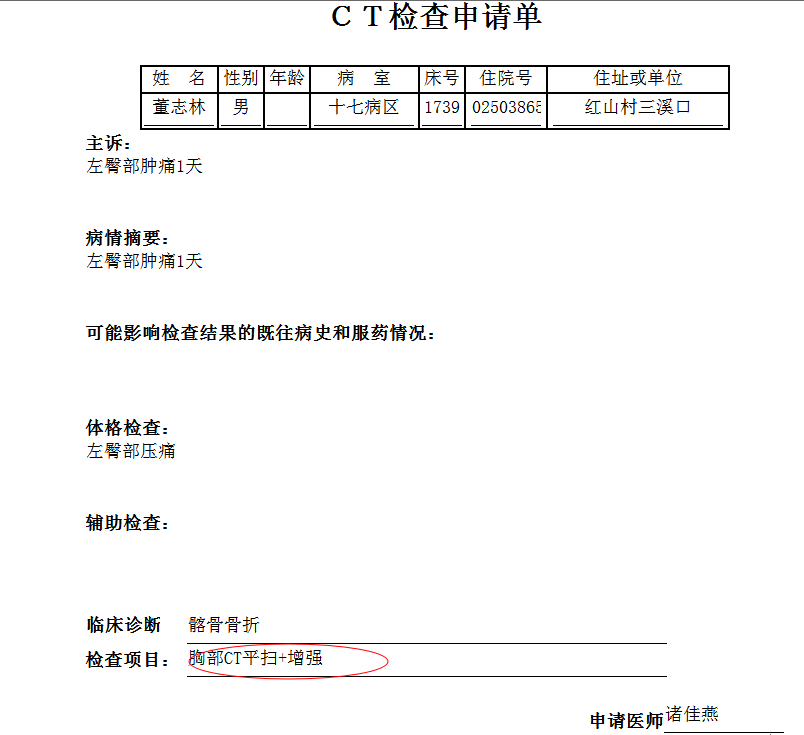 CT检查申请单
姓 名 性别 年龄 病 室 床号 住院号 住址或单位
董志林 男 十七病区 1739 02503865 红山村三溪口
主诉：
左臀部肿痛1天
病情摘要：
左臀部肿痛1天
可能影响检查结果的既往病史和服药情况：
体格检查：
左臀部压痛
辅助检查：
临床诊断 髂骨骨折
检查项目： 胸部CT平扫+增强
申请医师 诸佳燕